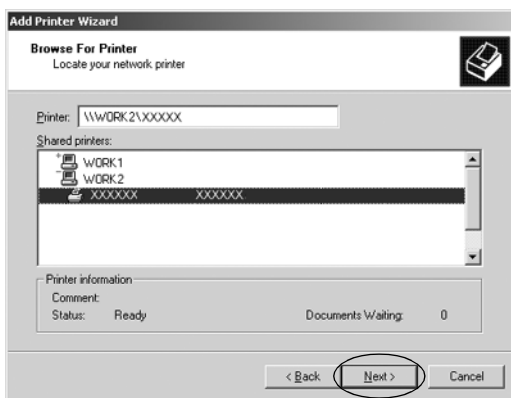 Add Printer Wizard
Browse For Printer
Locate your network printer
Printer: \\WORK2\XXXXX
Shared printers:
WORK1
WORK2
XXXXXX XXXXXX
Printer information
Comment:
Status: Ready Documents Waiting: 0
< Back Next > Cancel